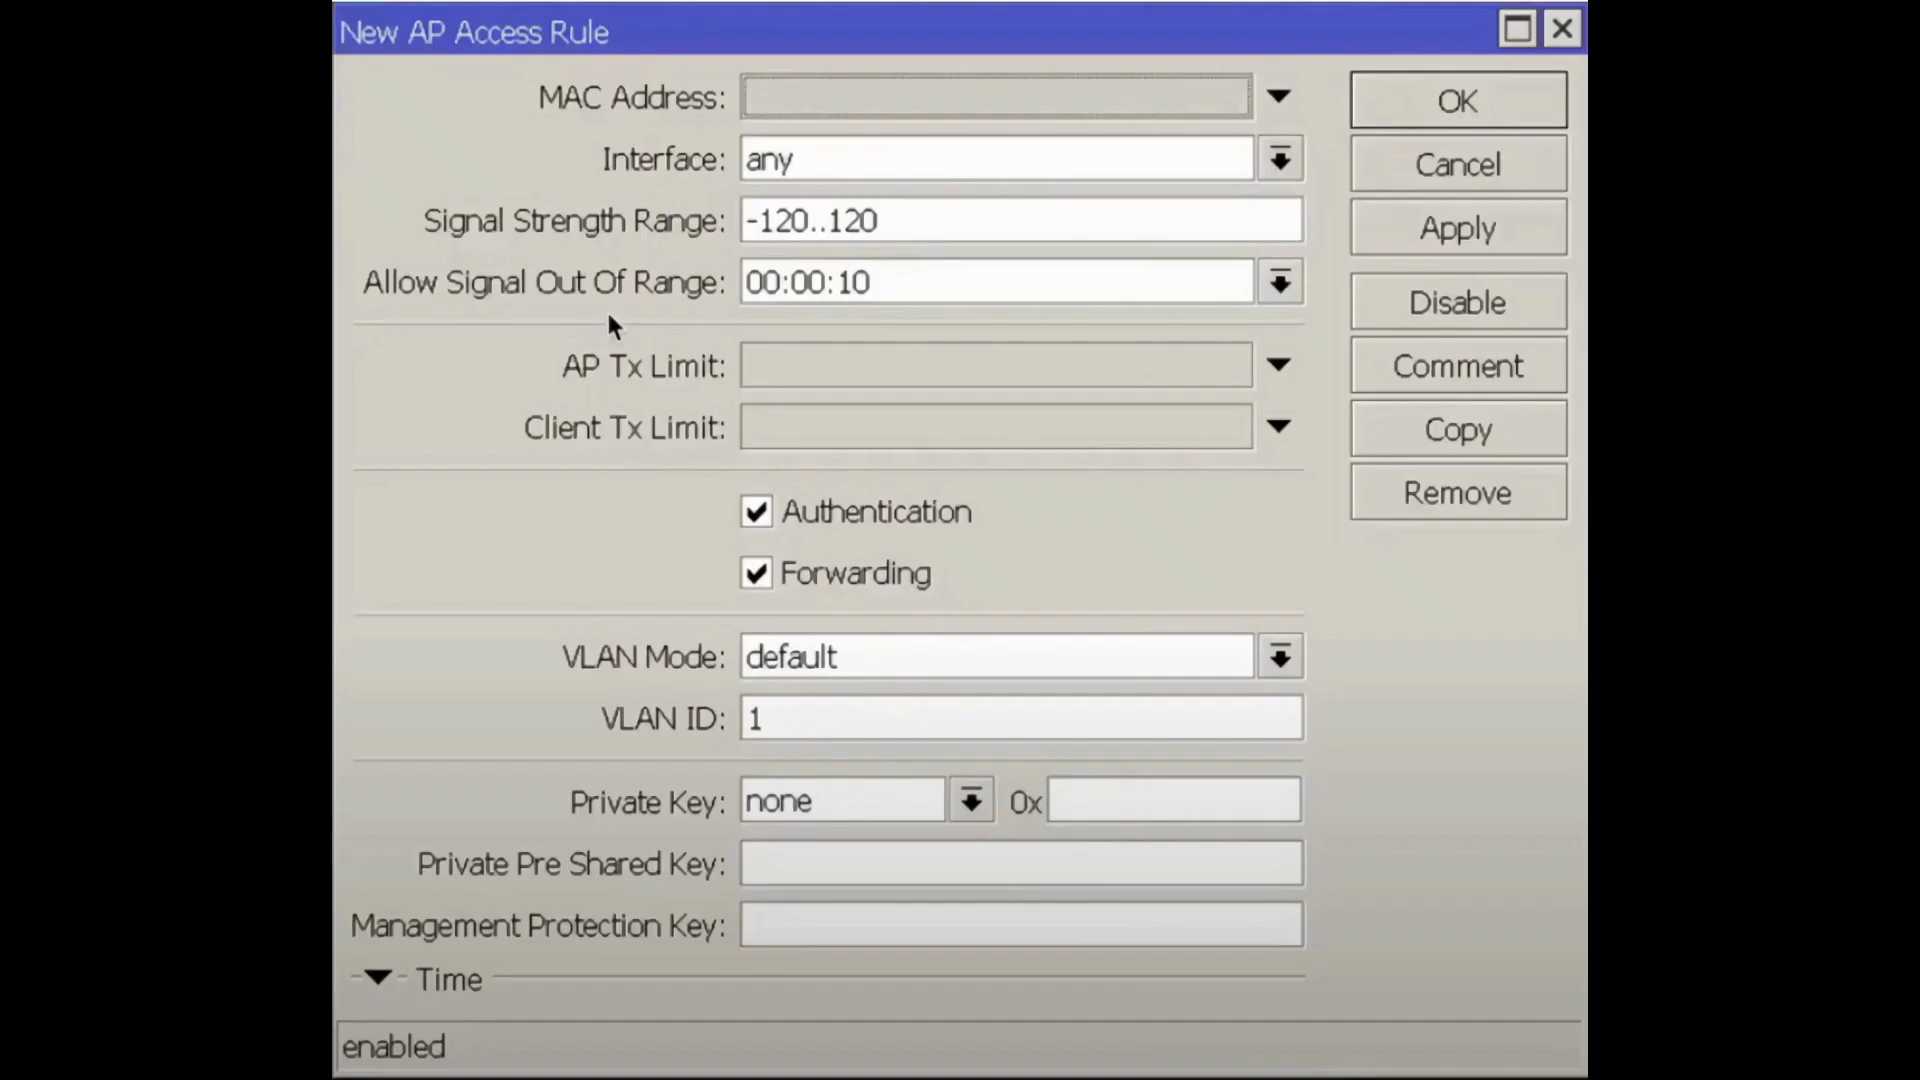 New AP Access Rule
MAC Address:
OK
Interface: any
Cancel
Signal Strength Range: -120..120
Apply
Allow Signal Out Of Range: 00:00:10
Disable
AP Tx Limit:
Comment
Client Tx Limit:
Copy
Remove
Authentication
Forwarding
VLAN Mode: default
VLAN ID: 1
Private Key: none 0x
Private Pre Shared Key:
Management Protection Key:
Time
enabled